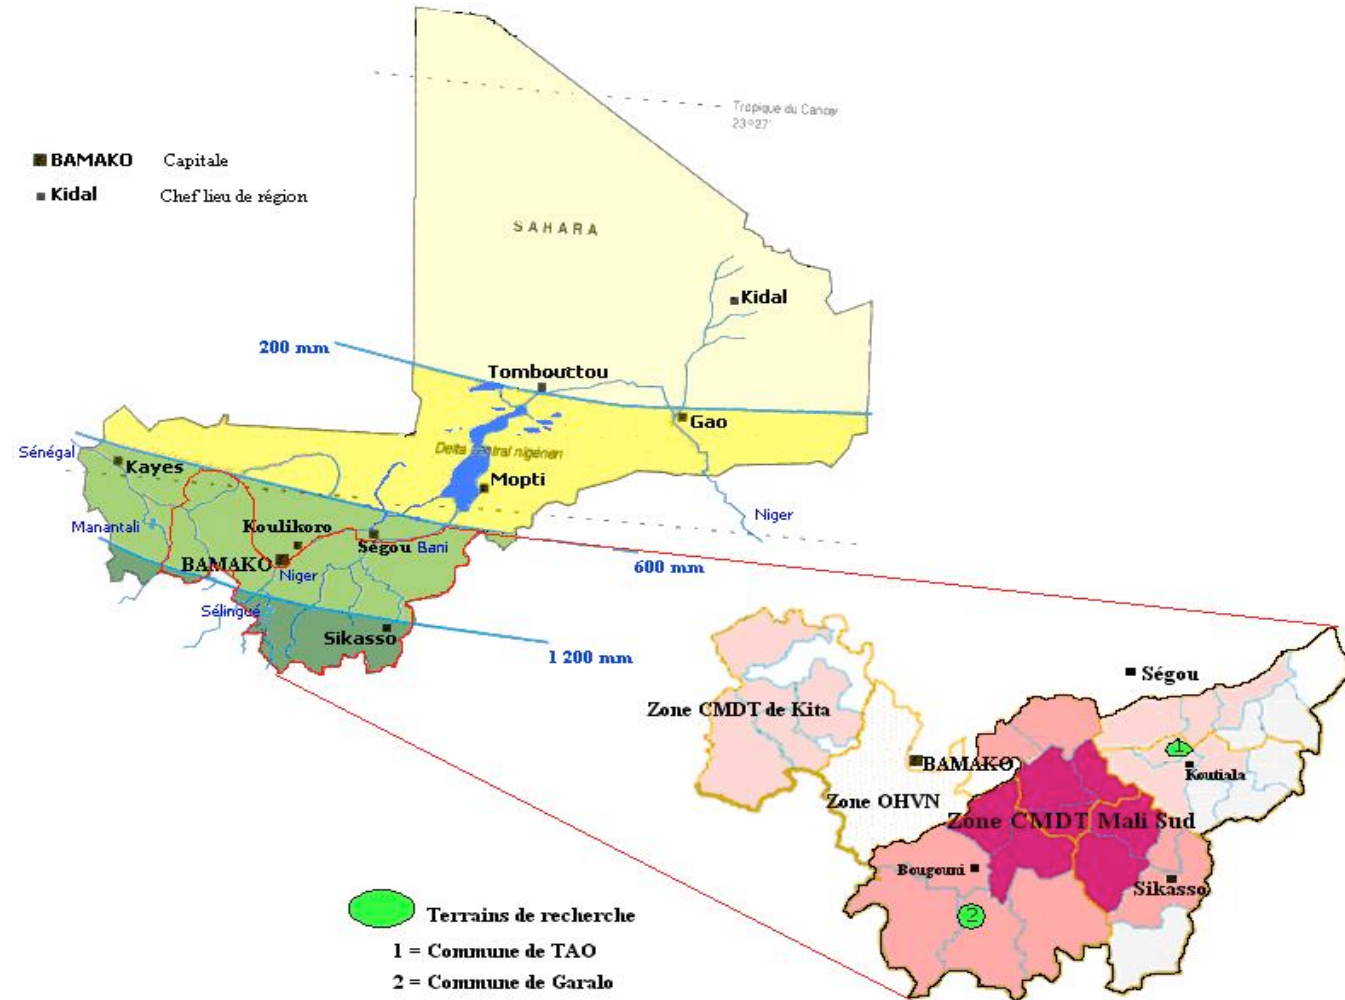 Tropique du Cancer
23°27'
BAMAKO Capitale
Kidal Chef lieu de région
SAHARA
Kidal
200 mm
Tombouctou
Gao
Sénégal
Kayes
Delta central nigérien
Mopti
Manantali
Koulikoro
Ségou
Bani
Niger
BAMAKO
Niger
600 mm
Sélingué
Sikasso
1 200 mm
Ségou
Zone CMDT de Kita
1
BAMAKO
Koutiala
Zone OHVN
Zone CMDT Mali Sud
Bougouni
Sikasso
2
Terrains de recherche
1 = Commune de TAO
2 = Commune de Garalo